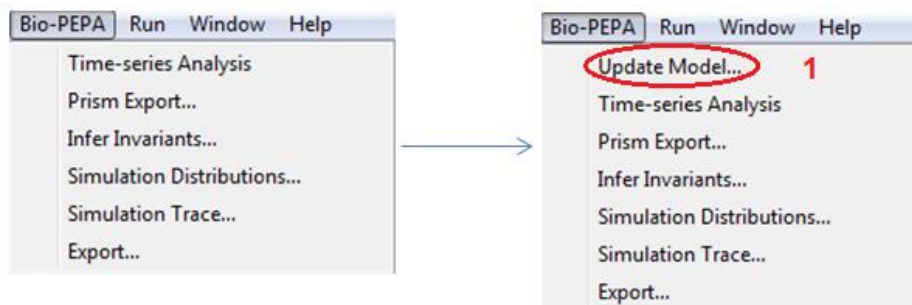 Bio-PEPA Run Window Help
Time-series Analysis
Prism Export...
Infer Invariants...
Simulation Distributions...
Simulation Trace...
Export...
Bio-PEPA Run Window Help
Update Model... 1
Time-series Analysis
Prism Export...
Infer Invariants...
Simulation Distributions...
Simulation Trace...
Export...